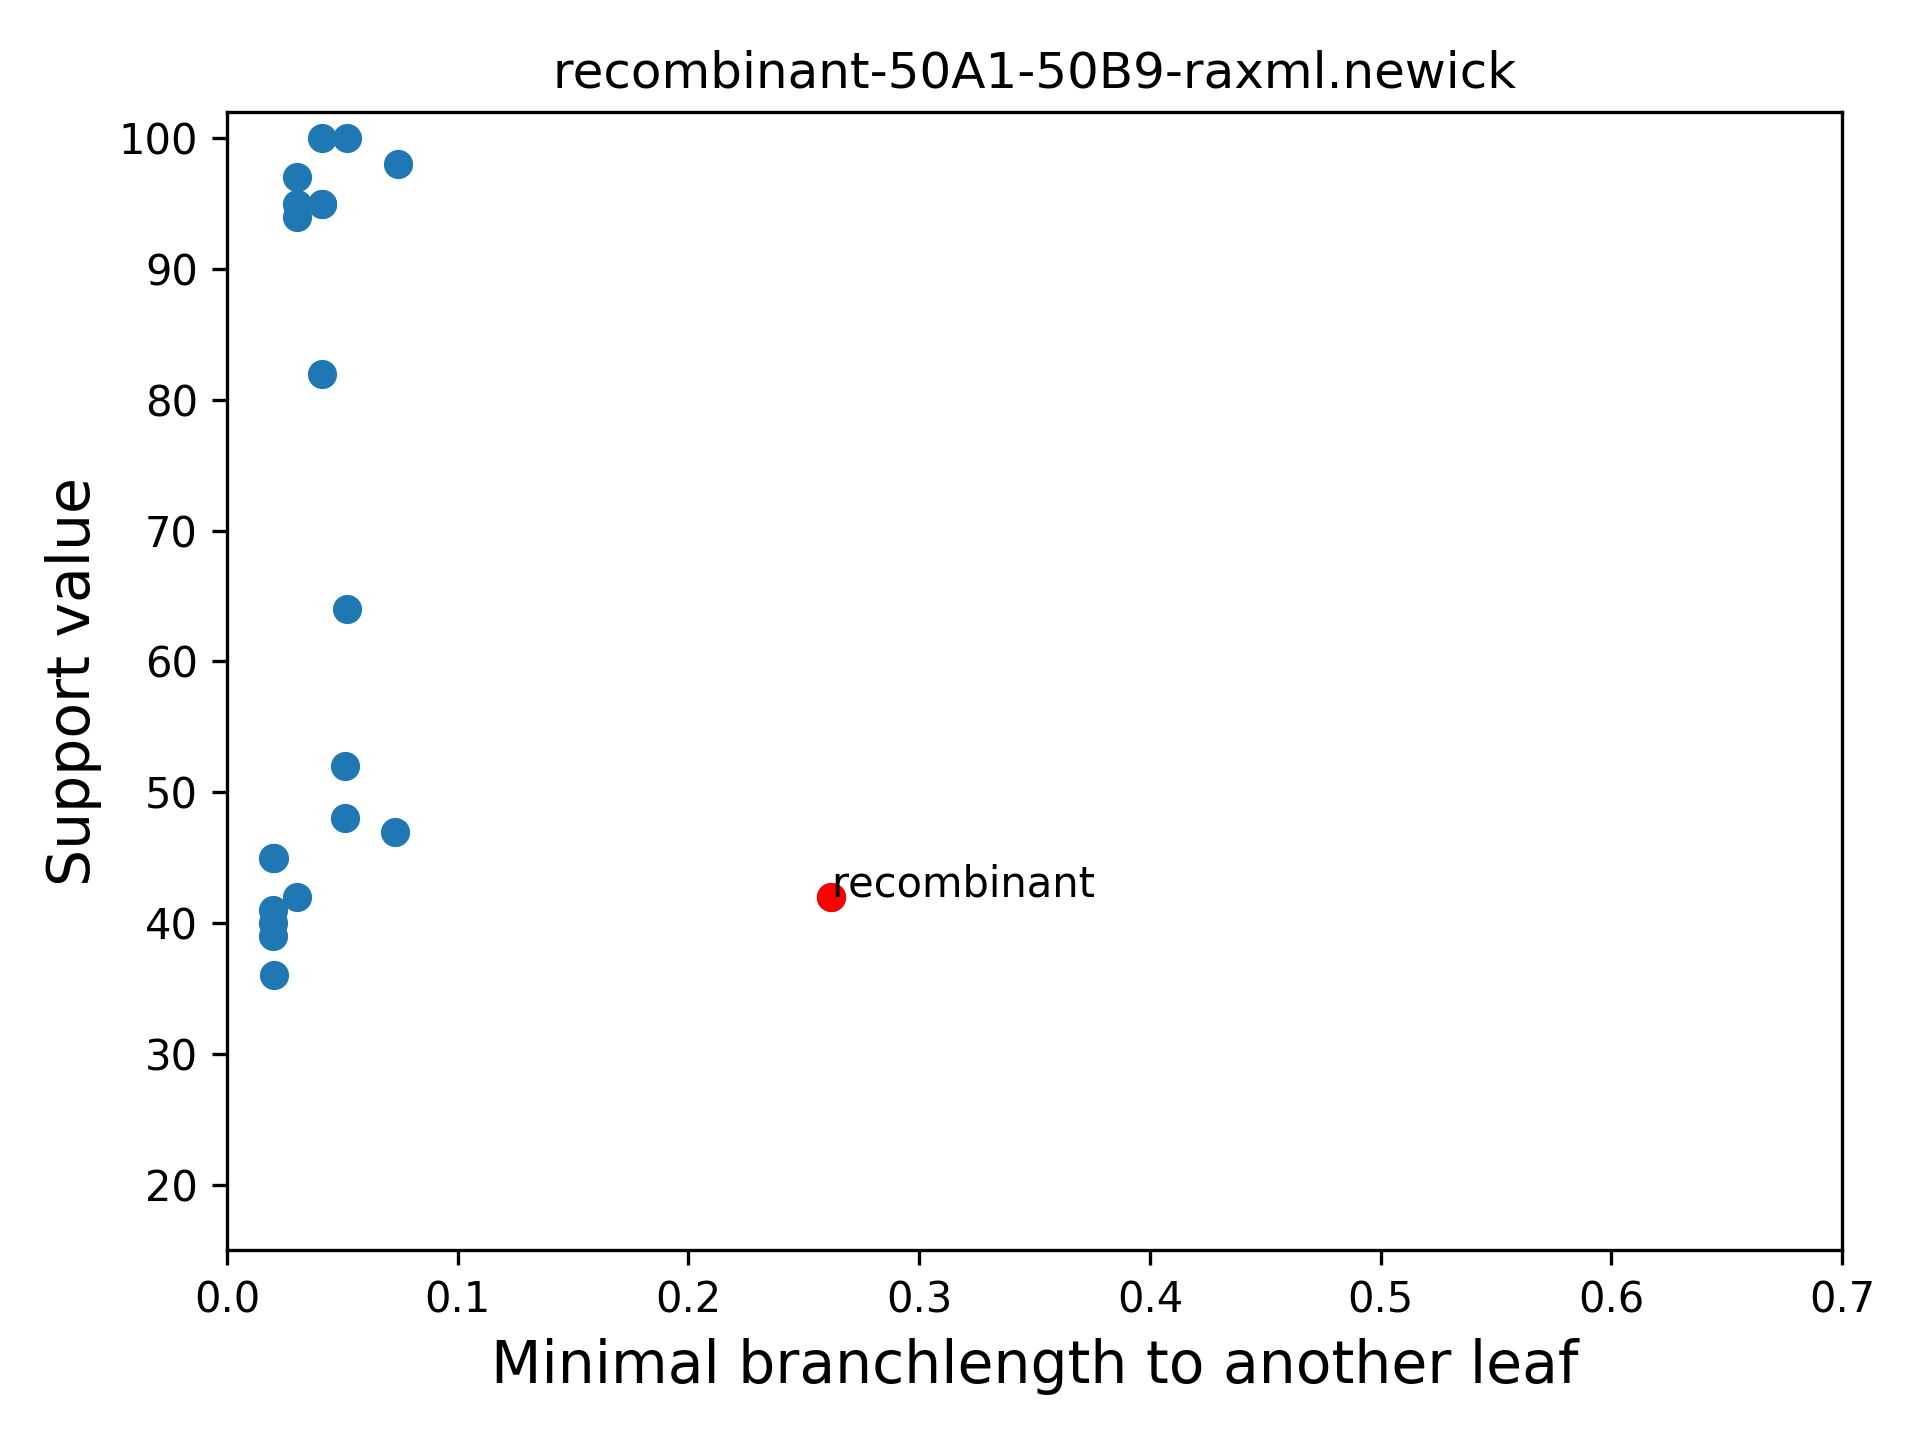 recombinant-50A1-50B9-raxml.newick
100
90
80
70
60
50
40
30
20
Support value
recombinant
0.0 0.1 0.2 0.3 0.4 0.5 0.6 0.7
Minimal branchlength to another leaf